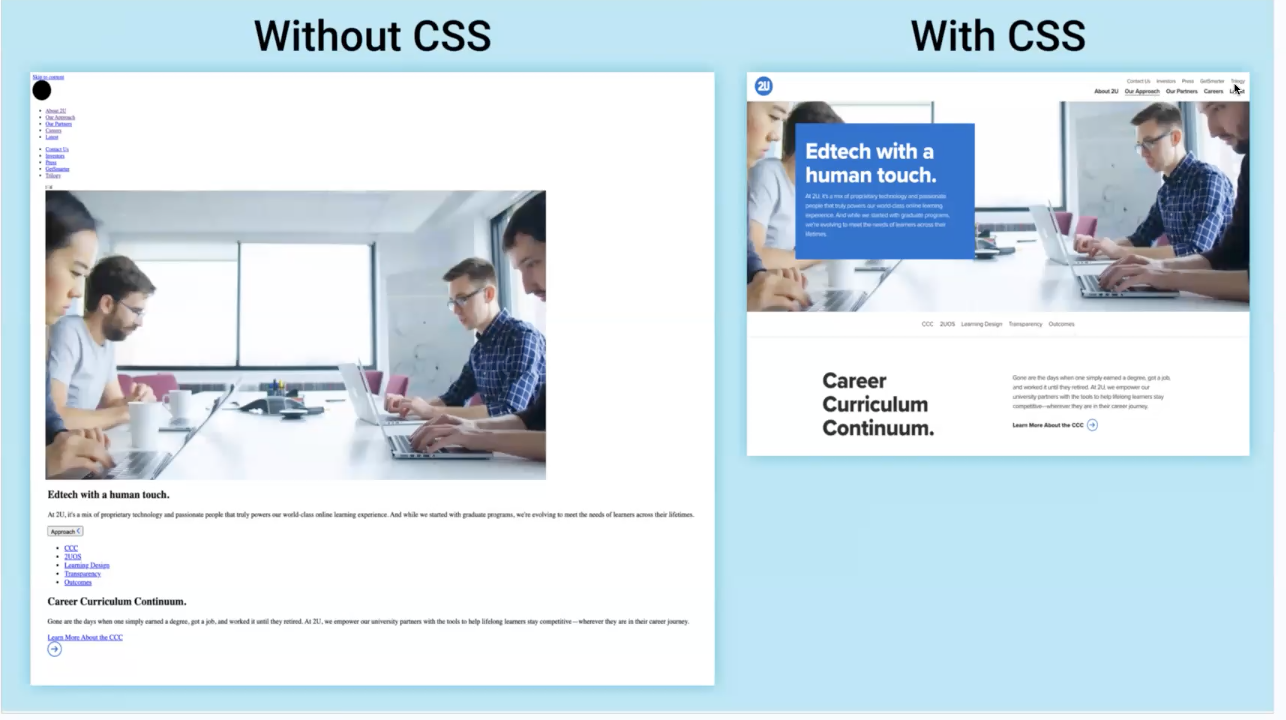 Without CSS
Skip to content
About 2U
Our Approach
Our Partners
Careers
Latest
Contact Us
Investors
Press
GetSmarter
Trilogy
Edtech with a human touch.
At 2U, it's a mix of proprietary technology and passionate people that truly powers our world-class online learning experience. And while we started with graduate programs, we're evolving to meet the needs of learners across their lifetimes.
Approach
CCC
2UOS
Learning Design
Transparency
Outcomes
Career Curriculum Continuum.
Gone are the days when one simply earned a degree, got a job, and worked it until they retired. At 2U, we empower our university partners with the tools to help lifelong learners stay competitive—wherever they are in their career journey.
Learn More About the CCC
With CSS
2U
Contact Us Investors Press GetSmarter Trilogy
About 2U Our Approach Our Partners Careers
Edtech with a
human touch.
At 2U, it's a mix of proprietary technology and passionate
people that truly powers our world-class online learning
experience. And while we started with graduate programs,
we're evolving to meet the needs of learners across their
lifetimes.
CCC 2UOS Learning Design Transparency Outcomes
Career
Curriculum
Continuum.
Gone are the days when one simply earned a degree, got a job,
and worked it until they retired. At 2U, we empower our
university partners with the tools to help lifelong learners stay
competitive—wherever they are in their career journey.
Learn More About the CCC